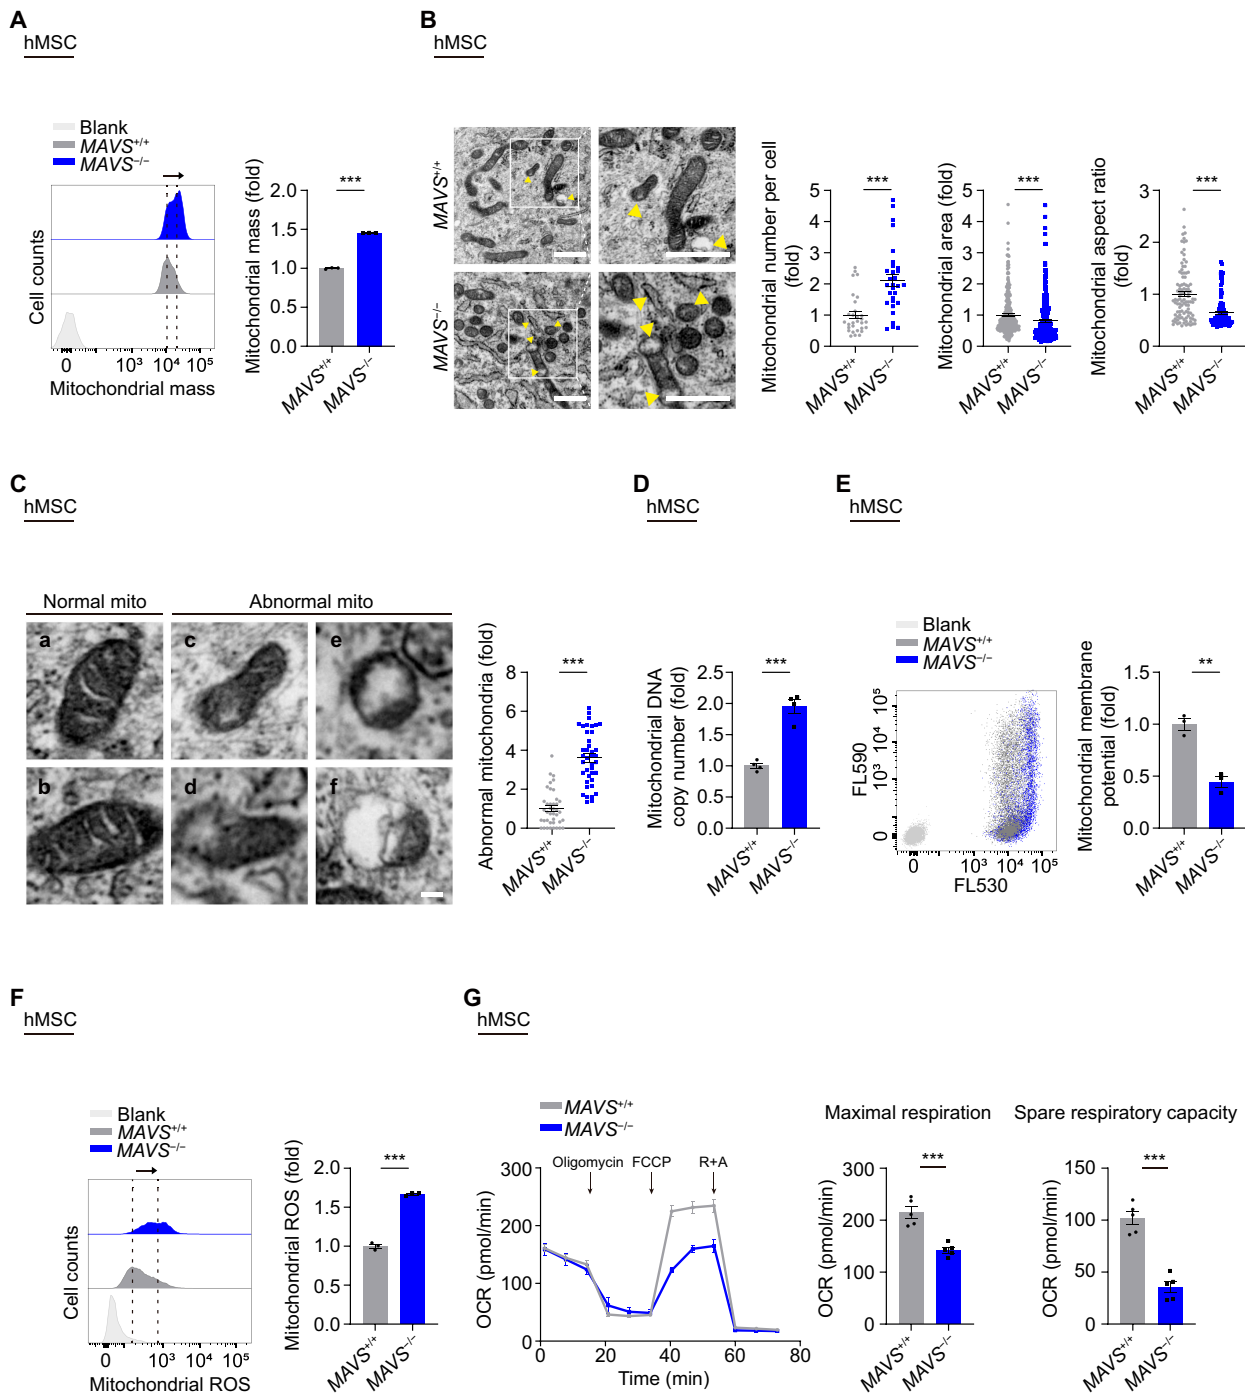 A
hMSC
Blank
MAVS+/+
MAVS−/−
Cell counts
0
10³
10⁴
10⁵
Mitochondrial mass
Mitochondrial mass (fold)
2.0
1.5
1.0
0.5
0.0
***
MAVS+/+
MAVS−/−
B
hMSC
MAVS+/+
MAVS−/−
Mitochondrial number per cell
(fold)
5
4
3
2
1
0
***
MAVS+/+
MAVS−/−
Mitochondrial area (fold)
5
4
3
2
1
0
***
MAVS+/+
MAVS−/−
Mitochondrial aspect ratio
(fold)
3
2
1
0
***
MAVS+/+
MAVS−/−
C
hMSC
Normal mito
Abnormal mito
a
c
e
b
d
f
Abnormal mitochondria (fold)
8
6
4
2
0
***
MAVS+/+
MAVS−/−
D
hMSC
Mitochondrial DNA
copy number (fold)
2.5
2.0
1.5
1.0
0.5
0.0
***
MAVS+/+
MAVS−/−
E
hMSC
Blank
MAVS+/+
MAVS−/−
FL590
10⁵
10⁴
10³
0
0
10³
10⁴
10⁵
FL530
Mitochondrial membrane
potential (fold)
1.5
1.0
0.5
0.0
**
MAVS+/+
MAVS−/−
F
hMSC
Blank
MAVS+/+
MAVS−/−
Cell counts
0
10³
10⁴
10⁵
Mitochondrial ROS
Mitochondrial ROS (fold)
2.0
1.5
1.0
0.5
0.0
***
MAVS+/+
MAVS−/−
G
hMSC
MAVS+/+
MAVS−/−
OCR (pmol/min)
300
200
100
0
Oligomycin
FCCP
R+A
0
20
40
60
80
Time (min)
Maximal respiration
OCR (pmol/min)
300
200
100
0
***
MAVS+/+
MAVS−/−
Spare respiratory capacity
OCR (pmol/min)
150
100
50
0
***
MAVS+/+
MAVS−/−